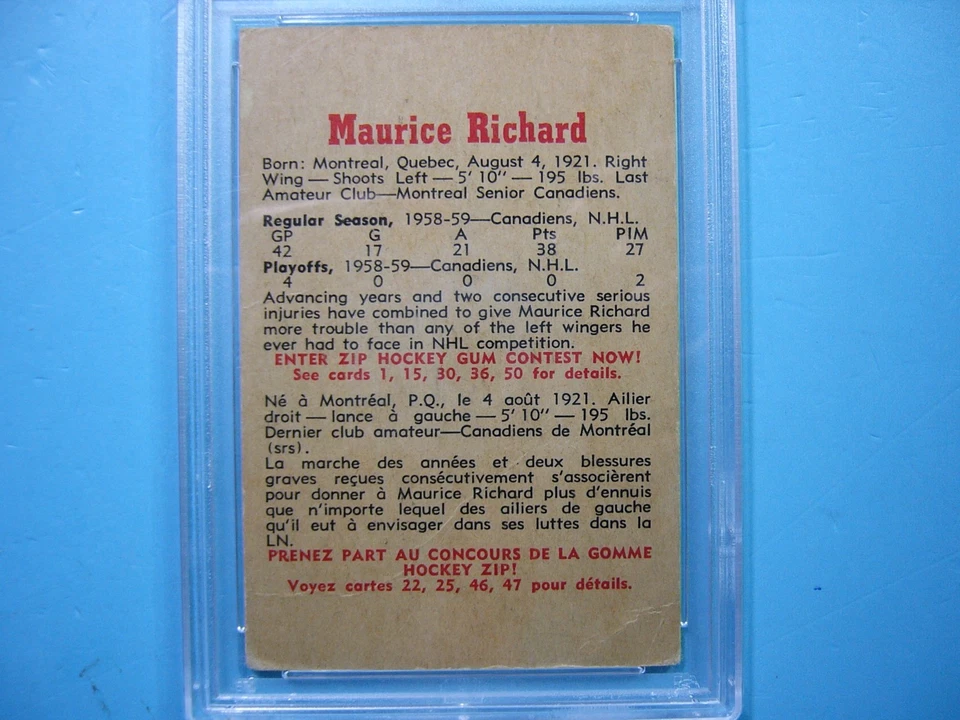 Maurice Richard
Born: Montreal, Quebec, August 4, 1921. Right
Wing — Shoots Left — 5' 10" — 195 lbs. Last
Amateur Club—Montreal Senior Canadiens.
Regular Season, 1958-59—Canadiens, N.H.L.
GP G A Pts PIM
42 17 21 38 27
Playoffs, 1958-59—Canadiens, N.H.L.
4 0 0 0 2
Advancing years and two consecutive serious
injuries have combined to give Maurice Richard
more trouble than any of the left wingers he
ever had to face in NHL competition.
ENTER ZIP HOCKEY GUM CONTEST NOW!
See cards 1, 15, 30, 36, 50 for details.
Né à Montréal, P.Q., le 4 août 1921. Ailier
droit — lance à gauche — 5' 10" — 195 lbs.
Dernier club amateur—Canadiens de Montréal
(srs).
La marche des années et deux blessures
graves reçues consécutivement s'associèrent
pour donner à Maurice Richard plus d'ennuis
que n'importe lequel des ailiers de gauche
qu'il eut à envisager dans ses luttes dans la
LN.
PRENEZ PART AU CONCOURS DE LA GOMME
HOCKEY ZIP!
Voyez cartes 22, 25, 46, 47 pour détails.